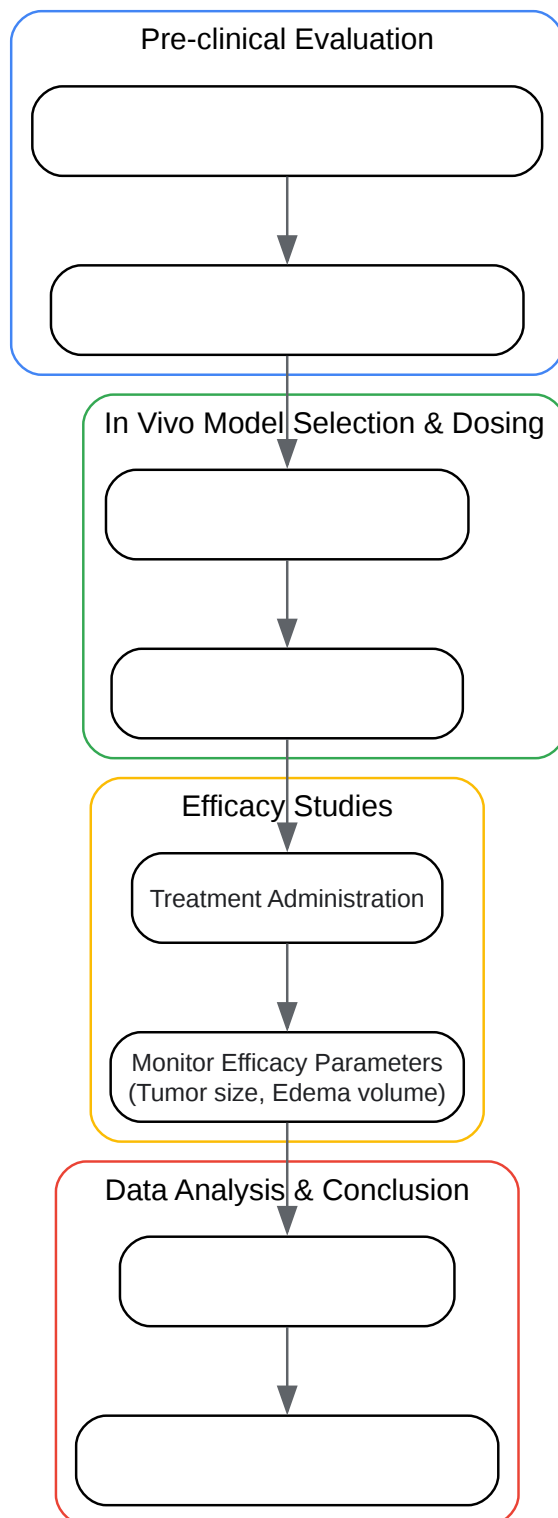 Pre-clinical Evaluation
In Vivo Model Selection & Dosing
Efficacy Studies
Treatment Administration
Monitor Efficacy Parameters
(Tumor size, Edema volume)
Data Analysis & Conclusion